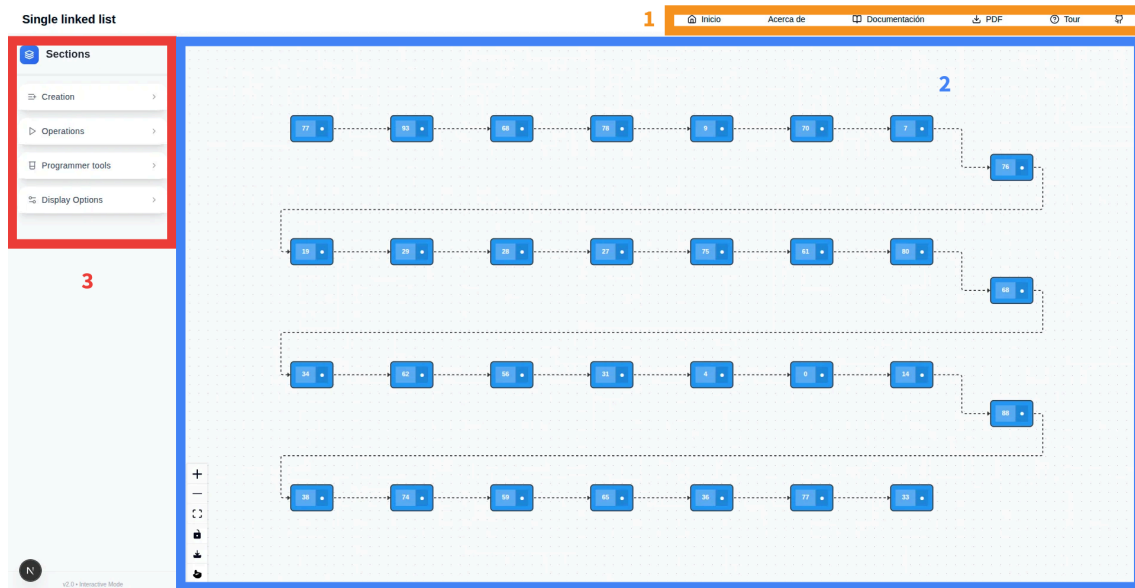 Single linked list
1
Inicio
Acerca de
Documentación
PDF
Tour
Sections
Creation
Operations
Programmer tools
Display Options
3
2
77 93 68 78 9 70 7
76
19 29 28 27 75 61 80
68
34 62 56 31 4 0 14
88
38 74 59 65 36 77 33
N
v2.0 • Interactive Mode